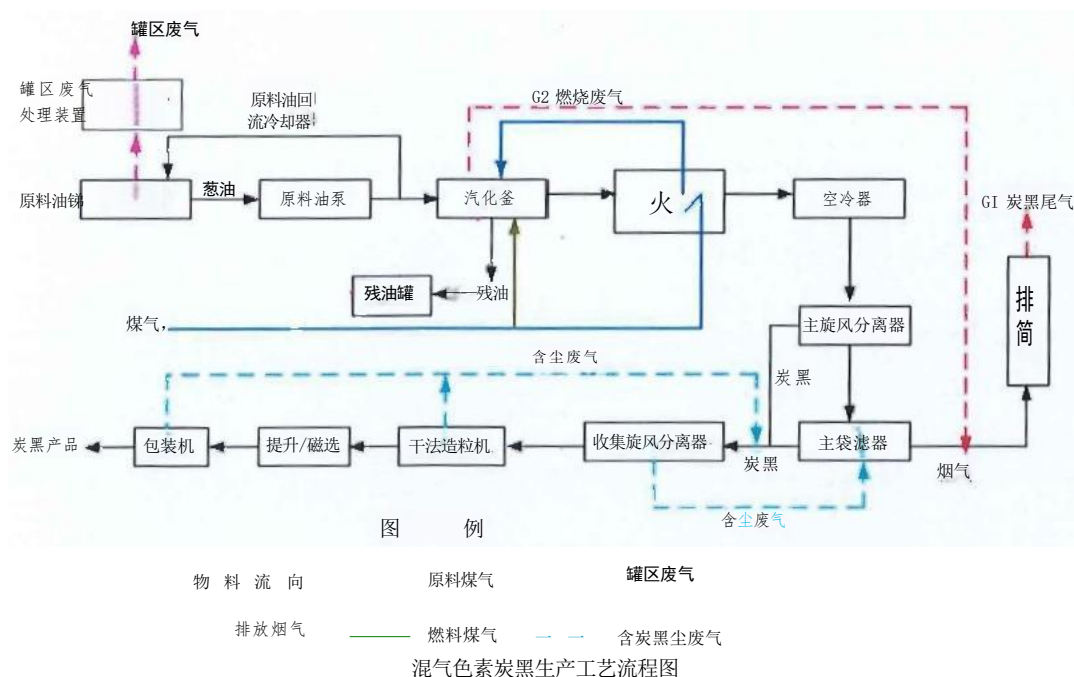 罐区废气
罐区废气
处理装置
原料油回
流冷却器
G2 燃烧废气
原料油锑
葱油
原料油泵
汽化釜
火
空冷器
GI 炭黑尾气
残油罐
残油
排
筒
煤气,
主旋风分离器
含尘废气
炭黑
炭黑产品
包装机
提升/磁选
干法造粒机
收集旋风分离器
炭黑
主袋滤器
烟气
含尘废气
图 例
物 料 流 向
原料煤气
罐区废气
排放烟气
燃料煤气
含炭黑尘废气
混气色素炭黑生产工艺流程图